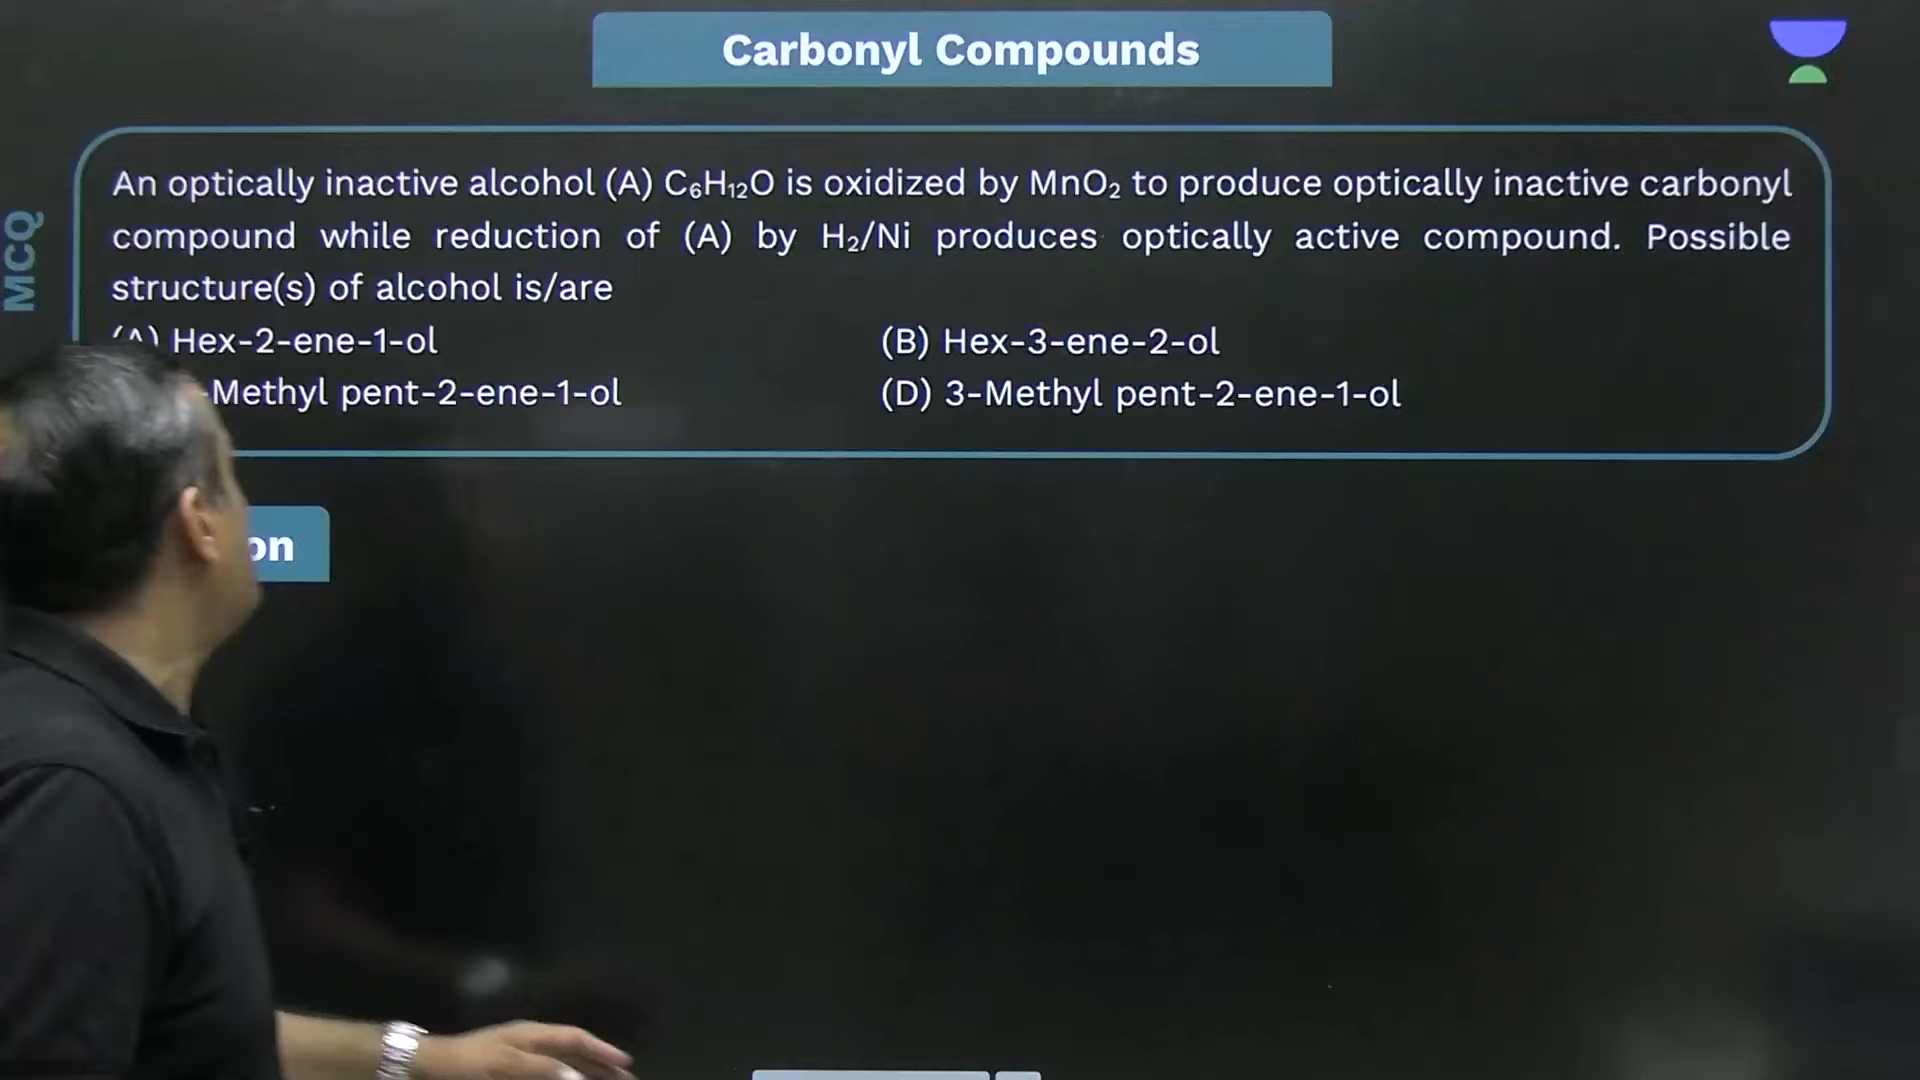 Carbonyl Compounds
MCQ
An optically inactive alcohol (A) C₆H₁₂O is oxidized by MnO₂ to produce optically inactive carbonyl
compound while reduction of (A) by H₂/Ni produces optically active compound. Possible
structure(s) of alcohol is/are
(A) Hex-2-ene-1-ol
(B) Hex-3-ene-2-ol
-Methyl pent-2-ene-1-ol
(D) 3-Methyl pent-2-ene-1-ol
on